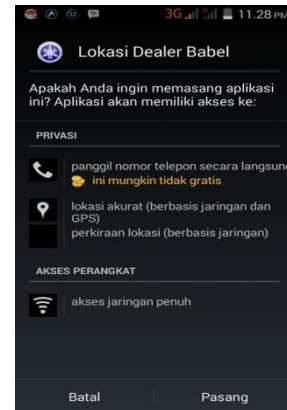 3G 11.28 PM
Lokasi Dealer Babel
Apakah Anda ingin memasang aplikasi
ini? Aplikasi akan memiliki akses ke:
PRIVASI
panggil nomor telepon secara langsun
ini mungkin tidak gratis
lokasi akurat (berbasis jaringan dan
GPS)
perkiraan lokasi (berbasis jaringan)
AKSES PERANGKAT
akses jaringan penuh
Batal Pasang